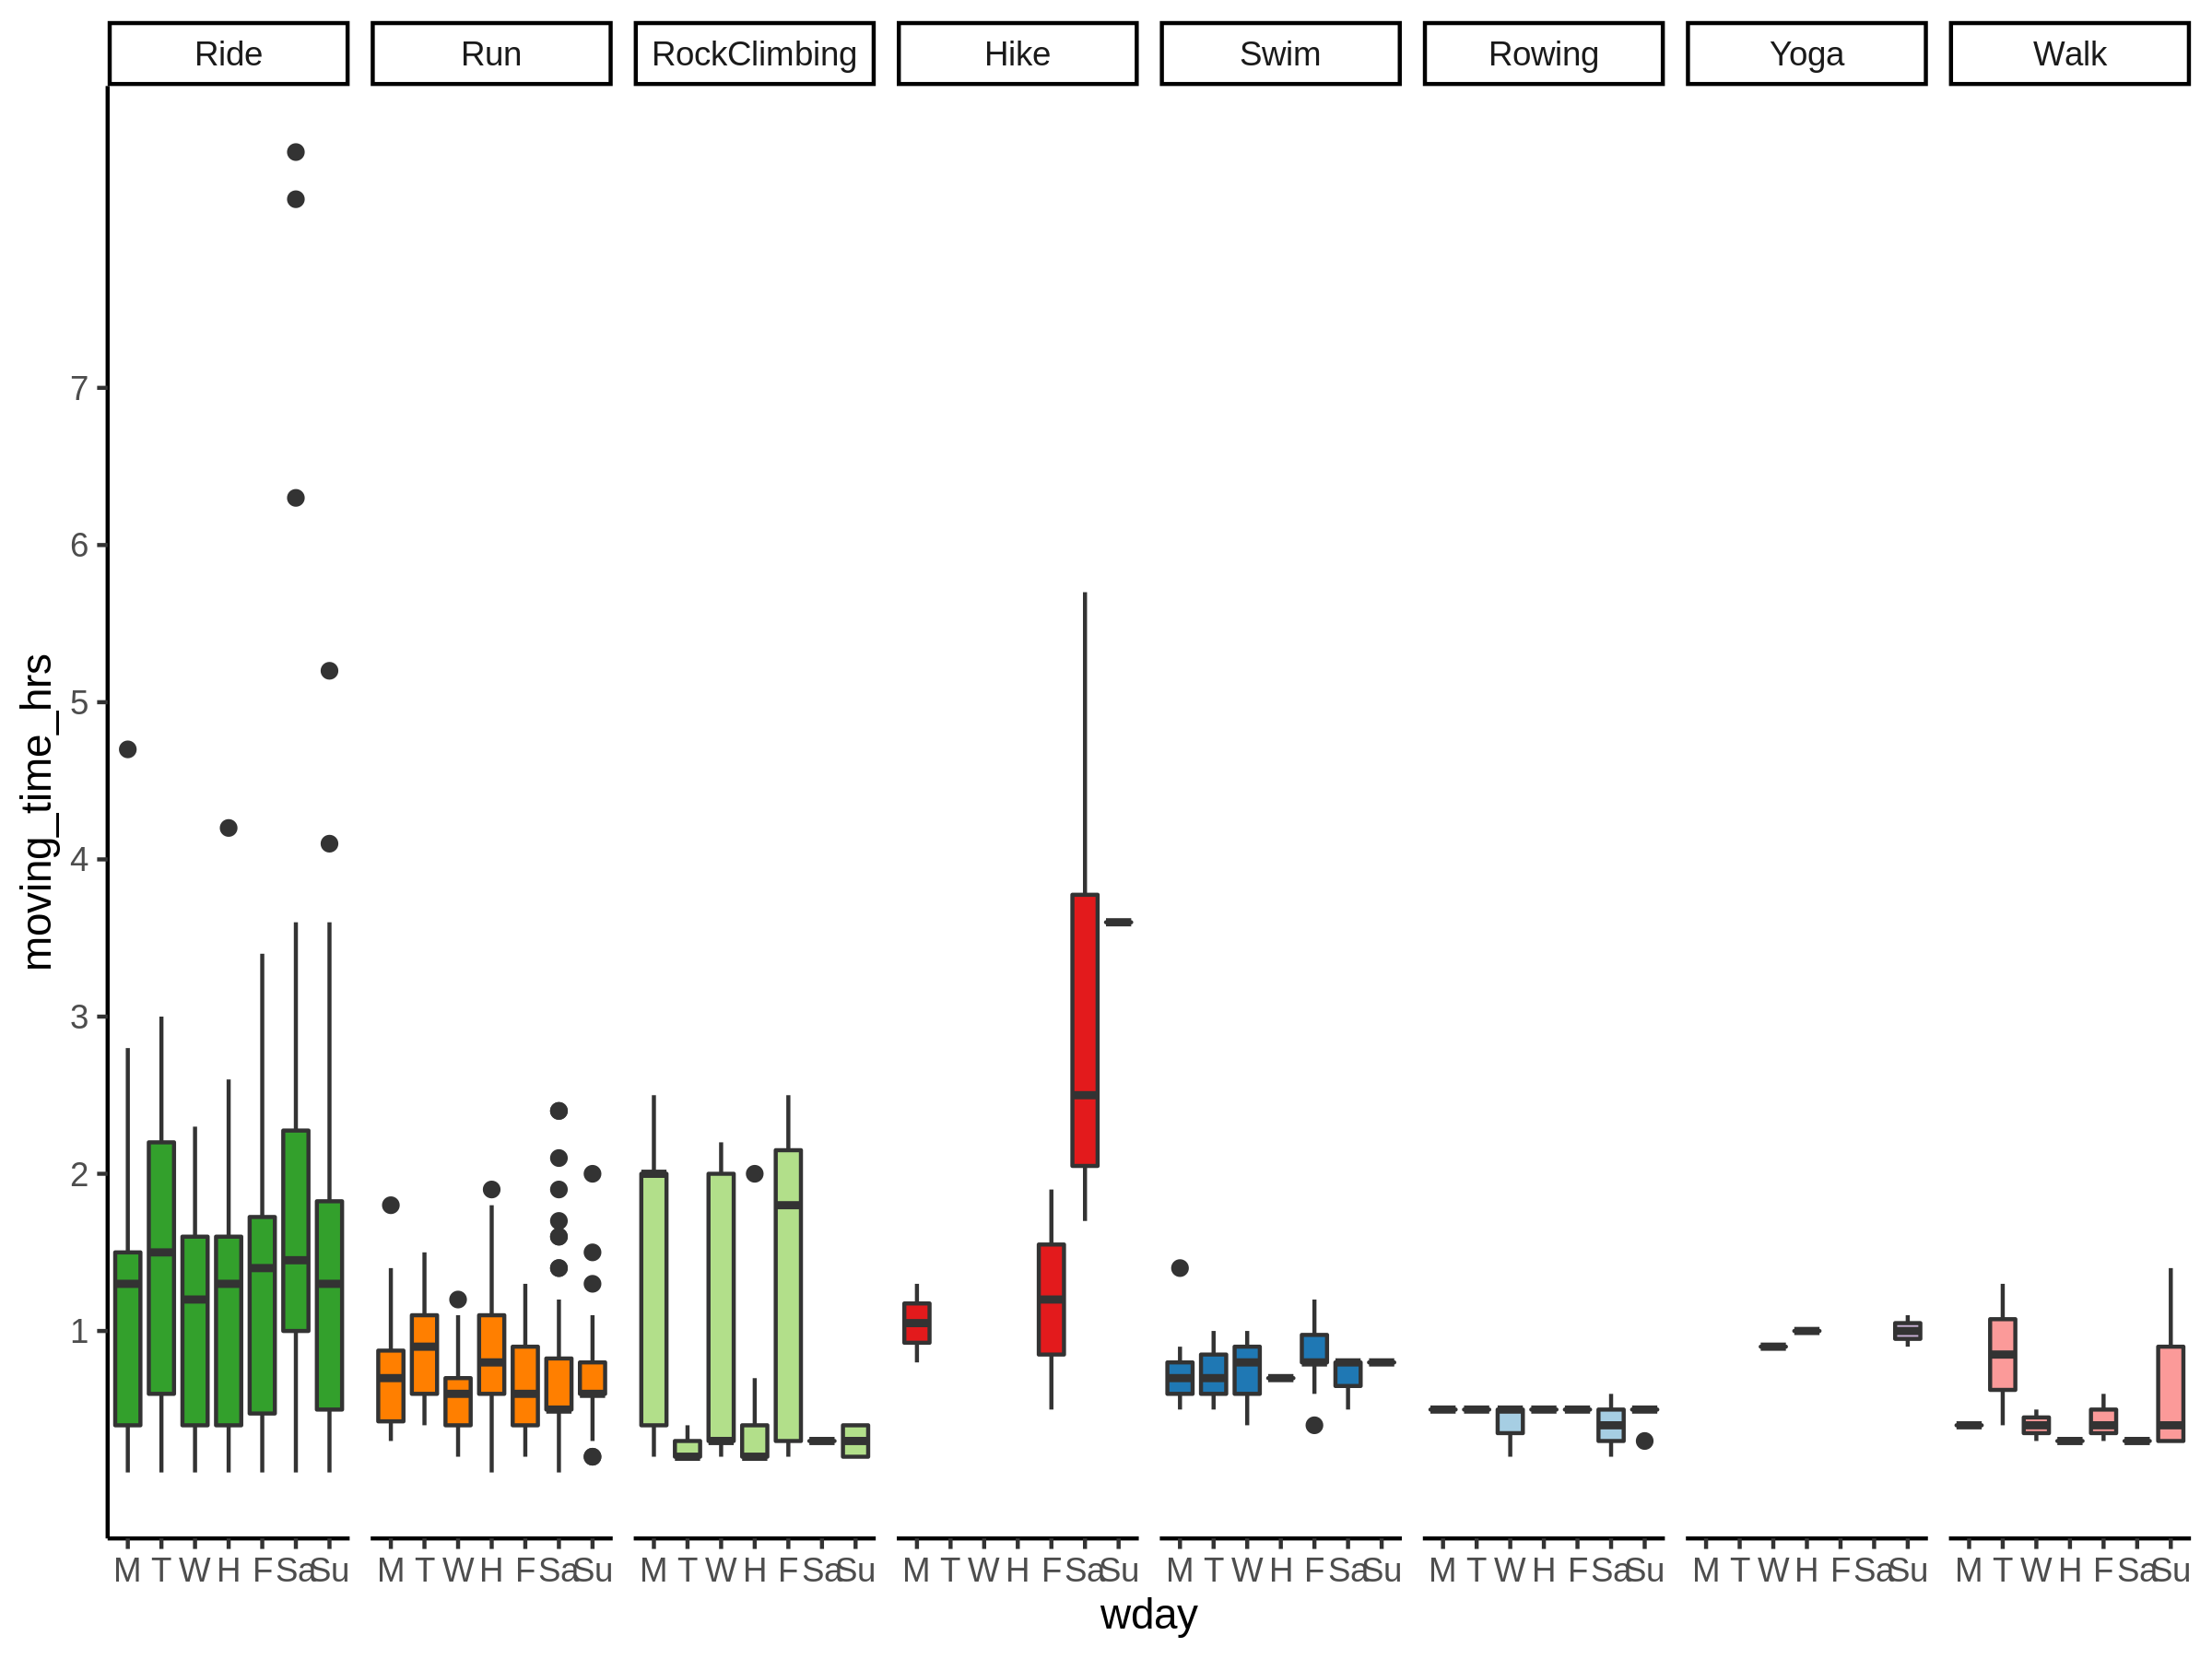 Ride Run RockClimbing Hike Swim Rowing Yoga Walk
7
6
5
4
3
2
1
moving_time_hrs
M T W H F Sa Su M T W H F Sa Su M T W H F Sa Su M T W H F Sa Su M T W H F Sa Su M T W H F Sa Su M T W H F Sa Su M T W H F Sa Su
wday